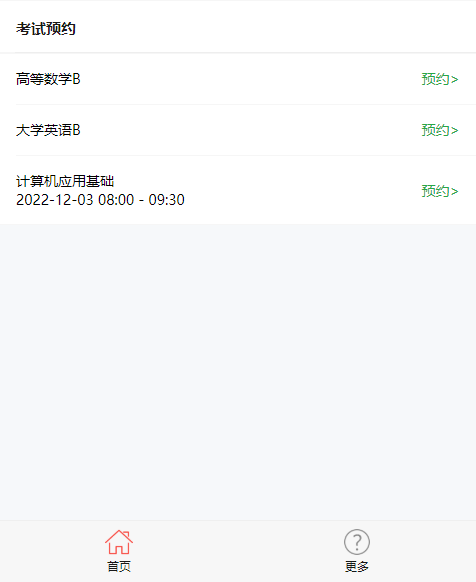 考试预约
高等数学B
预约>
大学英语B
预约>
计算机应用基础
2022-12-03 08:00 - 09:30
预约>
首页
更多